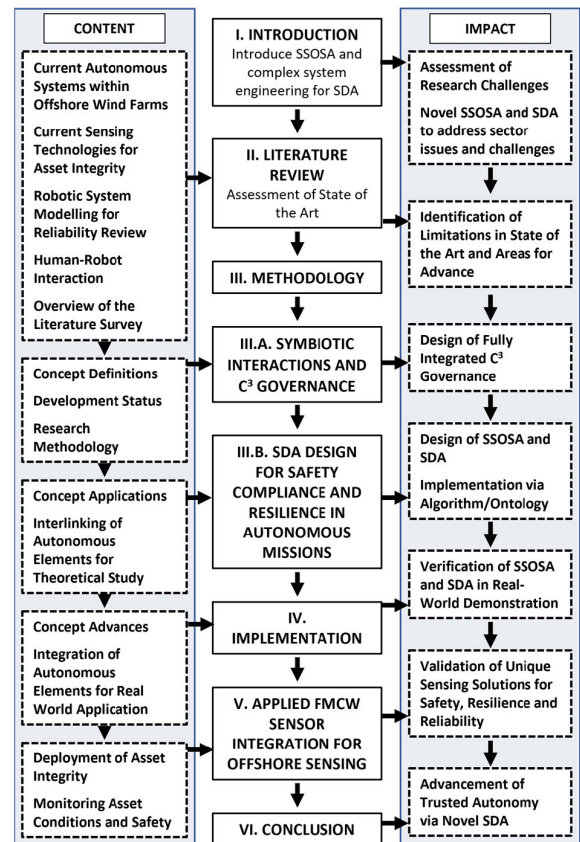 CONTENT
Current Autonomous
Systems within
Offshore Wind Farms
Current Sensing
Technologies for
Asset Integrity
Robotic System
Modelling for
Reliability Review
Human-Robot
Interaction
Overview of the
Literature Survey
Concept Definitions
Development Status
Research
Methodology
Concept Applications
Interlinking of
Autonomous
Elements for
Theoretical Study
Concept Advances
Integration of
Autonomous
Elements for Real
World Application
Deployment of Asset
Integrity
Monitoring Asset
Conditions and Safety
I. INTRODUCTION
Introduce SSOSA and
complex system
engineering for SDA
II. LITERATURE
REVIEW
Assessment of State of
the Art
III. METHODOLOGY
III.A. SYMBIOTIC
INTERACTIONS AND
C³ GOVERNANCE
III.B. SDA DESIGN
FOR SAFETY
COMPLIANCE AND
RESILIENCE IN
AUTONOMOUS
MISSIONS
IV.
IMPLEMENTATION
V. APPLIED FMCW
SENSOR
INTEGRATION FOR
OFFSHORE SENSING
VI. CONCLUSION
IMPACT
Assessment of
Research Challenges
Novel SSOSA and SDA
to address sector
issues and challenges
Identification of
Limitations in State of
the Art and Areas for
Advance
Design of Fully
Integrated C³
Governance
Design of SSOSA and
SDA
Implementation via
Algorithm/Ontology
Verification of SSOSA
and SDA in Real-
World Demonstration
Validation of Unique
Sensing Solutions for
Safety, Resilience and
Reliability
Advancement of
Trusted Autonomy
via Novel SDA